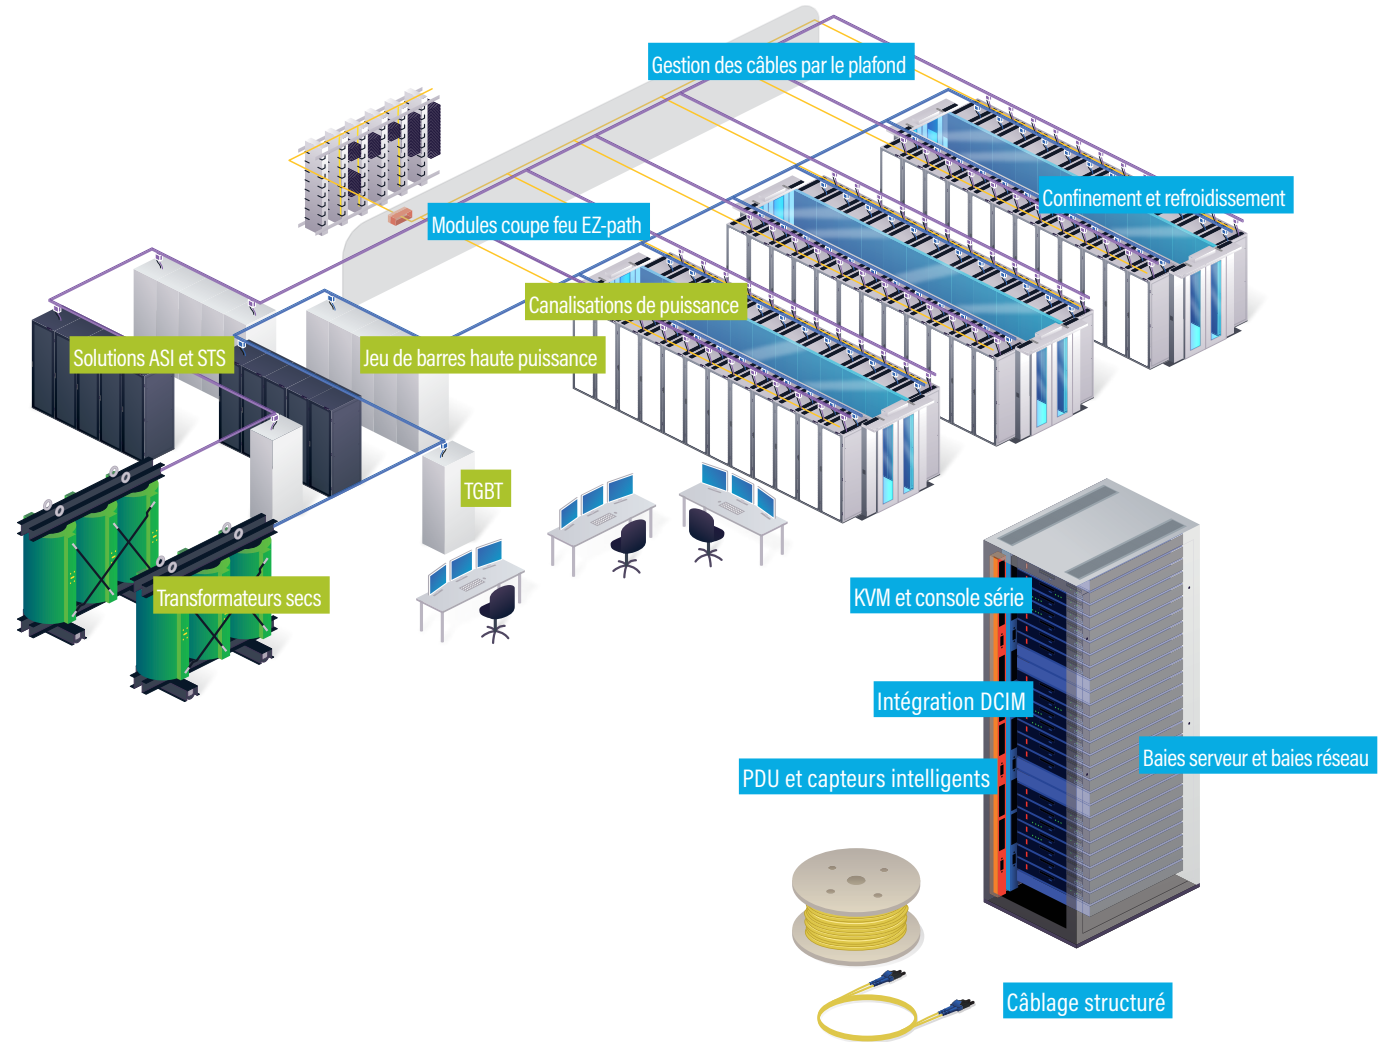 Gestion des câbles par le plafond
Confinement et refroidissement
Modules coupe feu EZ-path
Canalisations de puissance
Solutions ASI et STS
Jeu de barres haute puissance
TGBT
Transformateurs secs
KVM et console série
Intégration DCIM
Baies serveur et baies réseau
PDU et capteurs intelligents
Câblage structuré